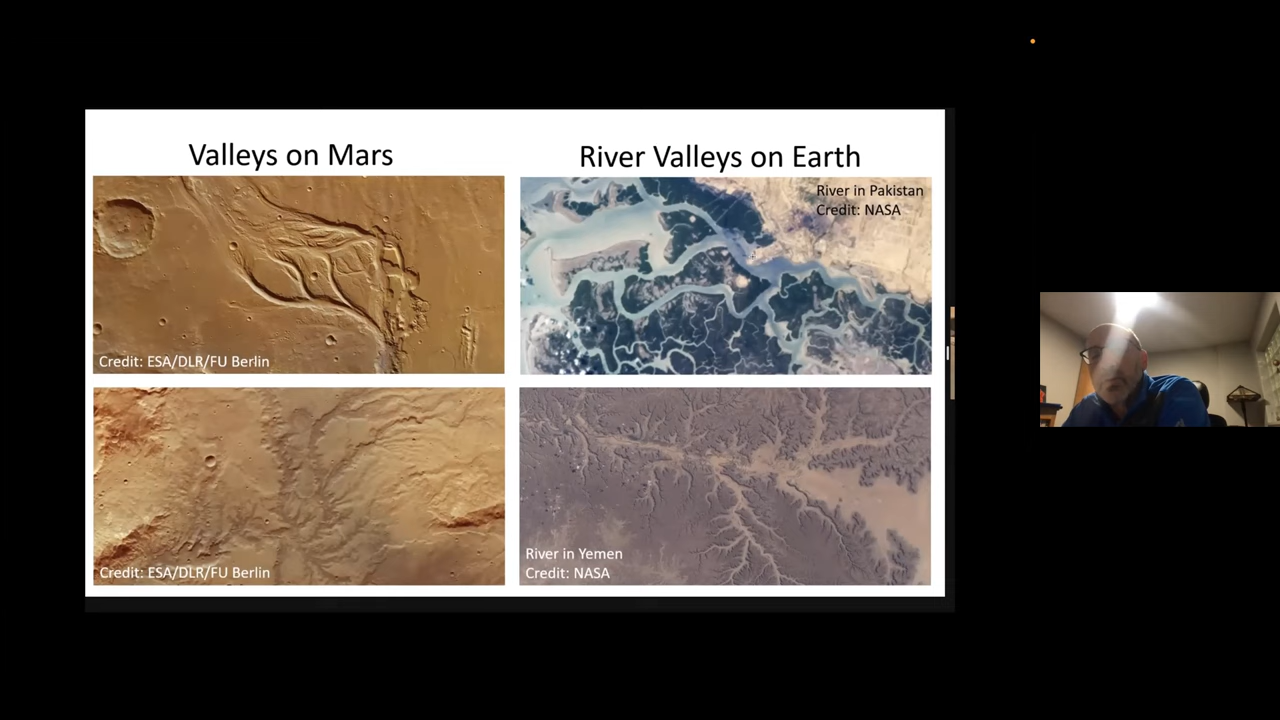 Valleys on Mars
River Valleys on Earth
Credit: ESA/DLR/FU Berlin
River in Pakistan
Credit: NASA
Credit: ESA/DLR/FU Berlin
River in Yemen
Credit: NASA